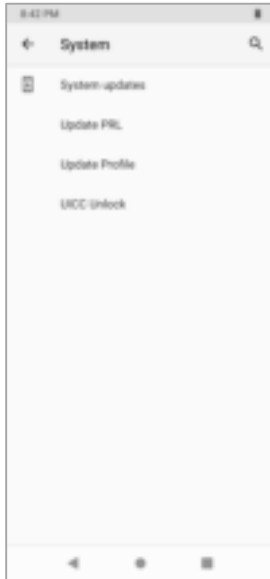 8:42 PM
System
System updates
Update PRL
Update Profile
UICC Unlock